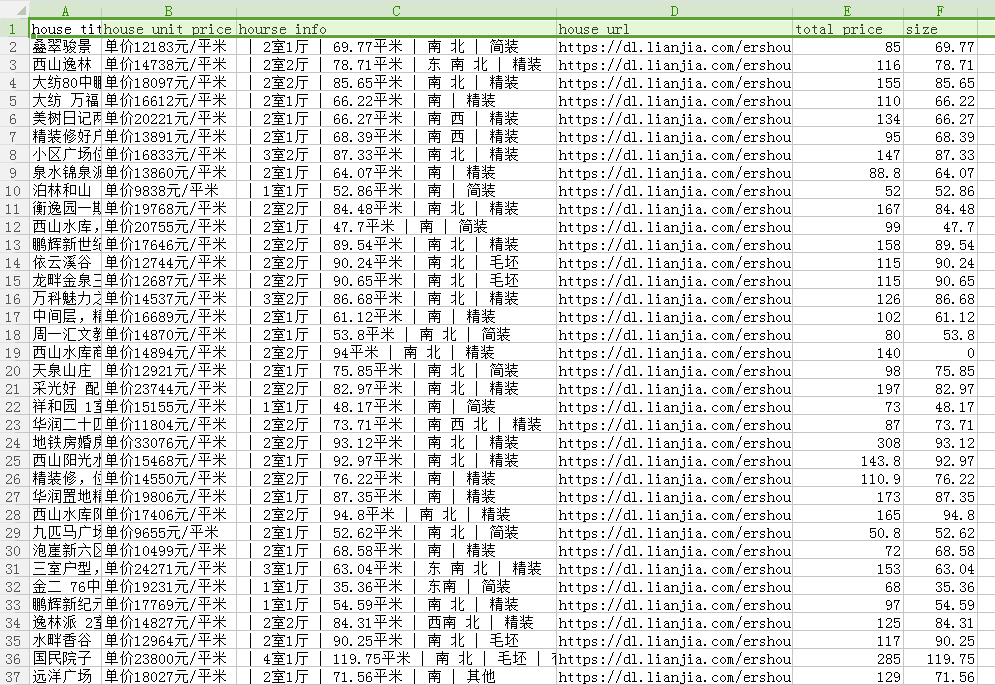 A B C D E F
1 house tit house unit price hourse info house url total price size
2 叠翠骏景 单价12183元/平米 | 2室1厅 | 69.77平米 | 南 北 | 简装 https://dl.lianjia.com/ershou 85 69.77
3 西山逸林 单价14738元/平米 | 2室2厅 | 78.71平米 | 东 南 北 | 精装 https://dl.lianjia.com/ershou 116 78.71
4 大纺80中 单价18097元/平米 | 2室2厅 | 85.65平米 | 南 北 | 精装 https://dl.lianjia.com/ershou 155 85.65
5 大纺 万福 单价16612元/平米 | 2室1厅 | 66.22平米 | 南 | 精装 https://dl.lianjia.com/ershou 110 66.22
6 美树日记 单价20221元/平米 | 2室1厅 | 66.27平米 | 南 西 | 精装 https://dl.lianjia.com/ershou 134 66.27
7 精装修好 单价13891元/平米 | 2室1厅 | 68.39平米 | 南 西 | 精装 https://dl.lianjia.com/ershou 95 68.39
8 小区广场 单价16833元/平米 | 3室2厅 | 87.33平米 | 南 北 | 精装 https://dl.lianjia.com/ershou 147 87.33
9 泉水锦泉 单价13860元/平米 | 2室1厅 | 64.07平米 | 南 | 精装 https://dl.lianjia.com/ershou 88.8 64.07
10 泊林和山 单价9838元/平米 | 1室1厅 | 52.86平米 | 南 | 简装 https://dl.lianjia.com/ershou 52 52.86
11 衡逸园一期 单价19768元/平米 | 2室2厅 | 84.48平米 | 南 北 | 精装 https://dl.lianjia.com/ershou 167 84.48
12 西山水库, 单价20755元/平米 | 2室1厅 | 47.7平米 | 南 | 简装 https://dl.lianjia.com/ershou 99 47.7
13 鹏辉新世纪 单价17646元/平米 | 2室2厅 | 89.54平米 | 南 北 | 精装 https://dl.lianjia.com/ershou 158 89.54
14 依云溪谷 单价12744元/平米 | 2室2厅 | 90.24平米 | 南 北 | 毛坯 https://dl.lianjia.com/ershou 115 90.24
15 龙畔金泉三 单价12687元/平米 | 2室2厅 | 90.65平米 | 南 北 | 毛坯 https://dl.lianjia.com/ershou 115 90.65
16 万科魅力之 单价14537元/平米 | 3室2厅 | 86.68平米 | 南 北 | 精装 https://dl.lianjia.com/ershou 126 86.68
17 中间层,精 单价16689元/平米 | 2室1厅 | 61.12平米 | 南 | 精装 https://dl.lianjia.com/ershou 102 61.12
18 周一汇文教 单价14870元/平米 | 2室1厅 | 53.8平米 | 南 北 | 简装 https://dl.lianjia.com/ershou 80 53.8
19 西山水库南 单价14894元/平米 | 2室2厅 | 94平米 | 南 北 | 精装 https://dl.lianjia.com/ershou 140 0
20 天泉山庄 单价12921元/平米 | 2室1厅 | 75.85平米 | 南 北 | 简装 https://dl.lianjia.com/ershou 98 75.85
21 采光好 配 单价23744元/平米 | 2室1厅 | 82.97平米 | 南 北 | 精装 https://dl.lianjia.com/ershou 197 82.97
22 祥和园 1室 单价15155元/平米 | 1室1厅 | 48.17平米 | 南 | 简装 https://dl.lianjia.com/ershou 73 48.17
23 华润二十四 单价11804元/平米 | 2室2厅 | 73.71平米 | 南 西 北 | 精装 https://dl.lianjia.com/ershou 87 73.71
24 地铁房婚房 单价33076元/平米 | 2室2厅 | 93.12平米 | 南 北 | 精装 https://dl.lianjia.com/ershou 308 93.12
25 西山阳光水 单价15468元/平米 | 2室1厅 | 92.97平米 | 南 北 | 精装 https://dl.lianjia.com/ershou 143.8 92.97
26 精装修,位 单价14550元/平米 | 2室2厅 | 76.22平米 | 南 | 精装 https://dl.lianjia.com/ershou 110.9 76.22
27 华润置地精 单价19806元/平米 | 2室1厅 | 87.35平米 | 南 | 精装 https://dl.lianjia.com/ershou 173 87.35
28 西山水库阳 单价17406元/平米 | 2室2厅 | 94.8平米 | 南 北 | 精装 https://dl.lianjia.com/ershou 165 94.8
29 九匹马广场 单价9655元/平米 | 2室1厅 | 52.62平米 | 南 北 | 简装 https://dl.lianjia.com/ershou 50.8 52.62
30 泡崖新六区 单价10499元/平米 | 2室1厅 | 68.58平米 | 南 | 精装 https://dl.lianjia.com/ershou 72 68.58
31 三室户型, 单价24271元/平米 | 3室1厅 | 63.04平米 | 东 南 北 | 精装 https://dl.lianjia.com/ershou 153 63.04
32 金二 76中 单价19231元/平米 | 1室1厅 | 35.36平米 | 东南 | 简装 https://dl.lianjia.com/ershou 68 35.36
33 鹏辉新纪元 单价17769元/平米 | 1室1厅 | 54.59平米 | 南 北 | 精装 https://dl.lianjia.com/ershou 97 54.59
34 逸林派 2室 单价14827元/平米 | 2室2厅 | 84.31平米 | 西南 北 | 精装 https://dl.lianjia.com/ershou 125 84.31
35 水畔香谷 单价12964元/平米 | 2室1厅 | 90.25平米 | 南 北 | 毛坯 https://dl.lianjia.com/ershou 117 90.25
36 国民院子 单价23800元/平米 | 4室1厅 | 119.75平米 | 南 北 | 毛坯 | https://dl.lianjia.com/ershou 285 119.75
37 远洋广场 单价18027元/平米 | 2室1厅 | 71.56平米 | 南 | 其他 https://dl.lianjia.com/ershou 129 71.56